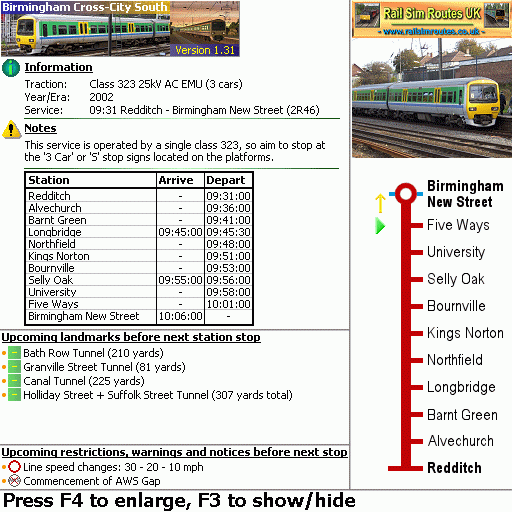 Birmingham Cross-City South
Version 1.31
Rail Sim Routes UK
- www.railsimroutes.co.uk -
Information
Traction: Class 323 25kV AC EMU (3 cars)
Year/Era: 2002
Service: 09:31 Redditch - Birmingham New Street (2R46)
Notes
This service is operated by a single class 323, so aim to stop at
the '3 Car' or 'S' stop signs located on the platforms.
Station Arrive Depart
Redditch - 09:31:00
Alvechurch - 09:36:00
Barnt Green - 09:41:00
Longbridge 09:45:00 09:45:30
Northfield - 09:48:00
Kings Norton - 09:51:00
Bournville - 09:53:00
Selly Oak 09:55:00 09:56:00
University - 09:58:00
Five Ways - 10:01:00
Birmingham New Street 10:06:00 -
Upcoming landmarks before next station stop
Bath Row Tunnel (210 yards)
Granville Street Tunnel (81 yards)
Canal Tunnel (225 yards)
Holliday Street + Suffolk Street Tunnel (307 yards total)
Upcoming restrictions, warnings and notices before next stop
Line speed changes: 30 - 20 - 10 mph
Commencement of AWS Gap
Birmingham
New Street
Five Ways
University
Selly Oak
Bournville
Kings Norton
Northfield
Longbridge
Barnt Green
Alvechurch
Redditch
Press F4 to enlarge, F3 to show/hide